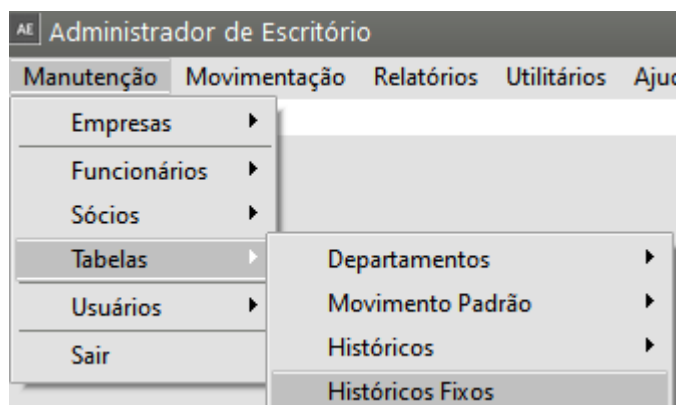 AE Administrador de Escritório
Manutenção Movimentação Relatórios Utilitários
Empresas
Funcionários
Sócios
Tabelas
Usuários
Sair
Departamentos
Movimento Padrão
Históricos
Históricos Fixos